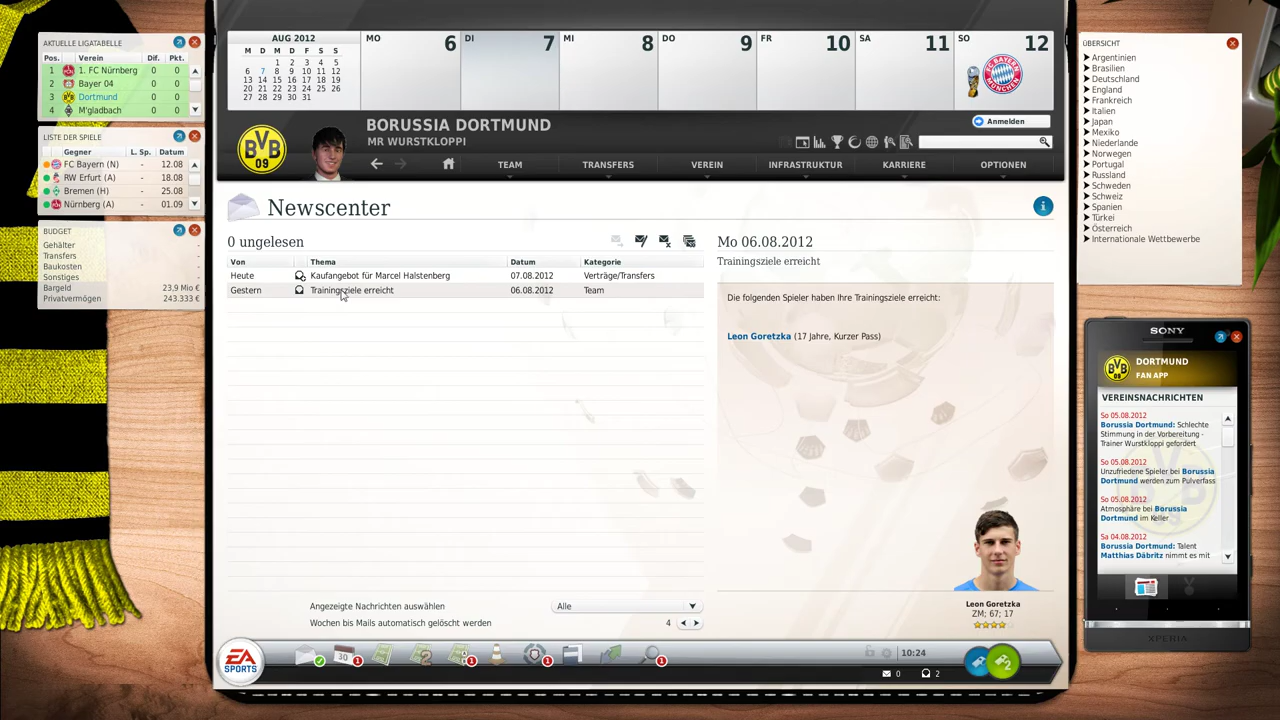 AKTUELLE LIGATABELLE
Pos. Verein Dif. Pkt.
1 1. FC Nürnberg 0 0
2 Bayer 04 0 0
3 Dortmund 0 0
4 M'gladbach 0 0
LISTE DER SPIELE
Gegner L. Sp. Datum
FC Bayern (N) - 12.08
RW Erfurt (A) - 18.08
Bremen (H) - 25.08
Nürnberg (A) - 01.09
BUDGET
Gehälter -
Transfers -
Baukosten -
Sonstiges -
Bargeld 23,9 Mio €
Privatvermögen 243.333 €
AUG 2012
M D M D F S S
1 2 3 4 5
6 7 8 9 10 11 12
13 14 15 16 17 18 19
20 21 22 23 24 25 26
27 28 29 30 31
MO 6
DI 7
MI 8
DO 9
FR 10
SA 11
SO 12
BVB
09
BORUSSIA DORTMUND
MR WURSTKLOPPI
Anmelden
TEAM TRANSFERS VEREIN INFRASTRUKTUR KARRIERE OPTIONEN
Newscenter
0 ungelesen
Von Thema Datum Kategorie
Heute Kaufangebot für Marcel Halstenberg 07.08.2012 Verträge/Transfers
Gestern Trainingsziele erreicht 06.08.2012 Team
Angezeigte Nachrichten auswählen Alle
Wochen bis Mails automatisch gelöscht werden 4
Mo 06.08.2012
Trainingsziele erreicht
Die folgenden Spieler haben Ihre Trainingsziele erreicht:
Leon Goretzka (17 Jahre, Kurzer Pass)
Leon Goretzka
ZM; 67; 17
EA
SPORTS
30 1 2 1 1 1
10:24
2
0 2
ÜBERSICHT
Argentinien
Brasilien
Deutschland
England
Frankreich
Italien
Japan
Mexiko
Niederlande
Norwegen
Portugal
Russland
Schweden
Schweiz
Spanien
Türkei
Österreich
Internationale Wettbewerbe
SONY
DORTMUND
FAN APP
VEREINSNACHRICHTEN
So 05.08.2012
Borussia Dortmund: Schlechte
Stimmung in der Vorbereitung -
Trainer Wurstkloppi gefordert
So 05.08.2012
Unzufriedene Spieler bei Borussia
Dortmund werden zum Pulverfass
So 05.08.2012
Atmosphäre bei Borussia
Dortmund im Keller
Sa 04.08.2012
Borussia Dortmund: Talent
Matthias Däbritz nimmt es mit
XPERIA